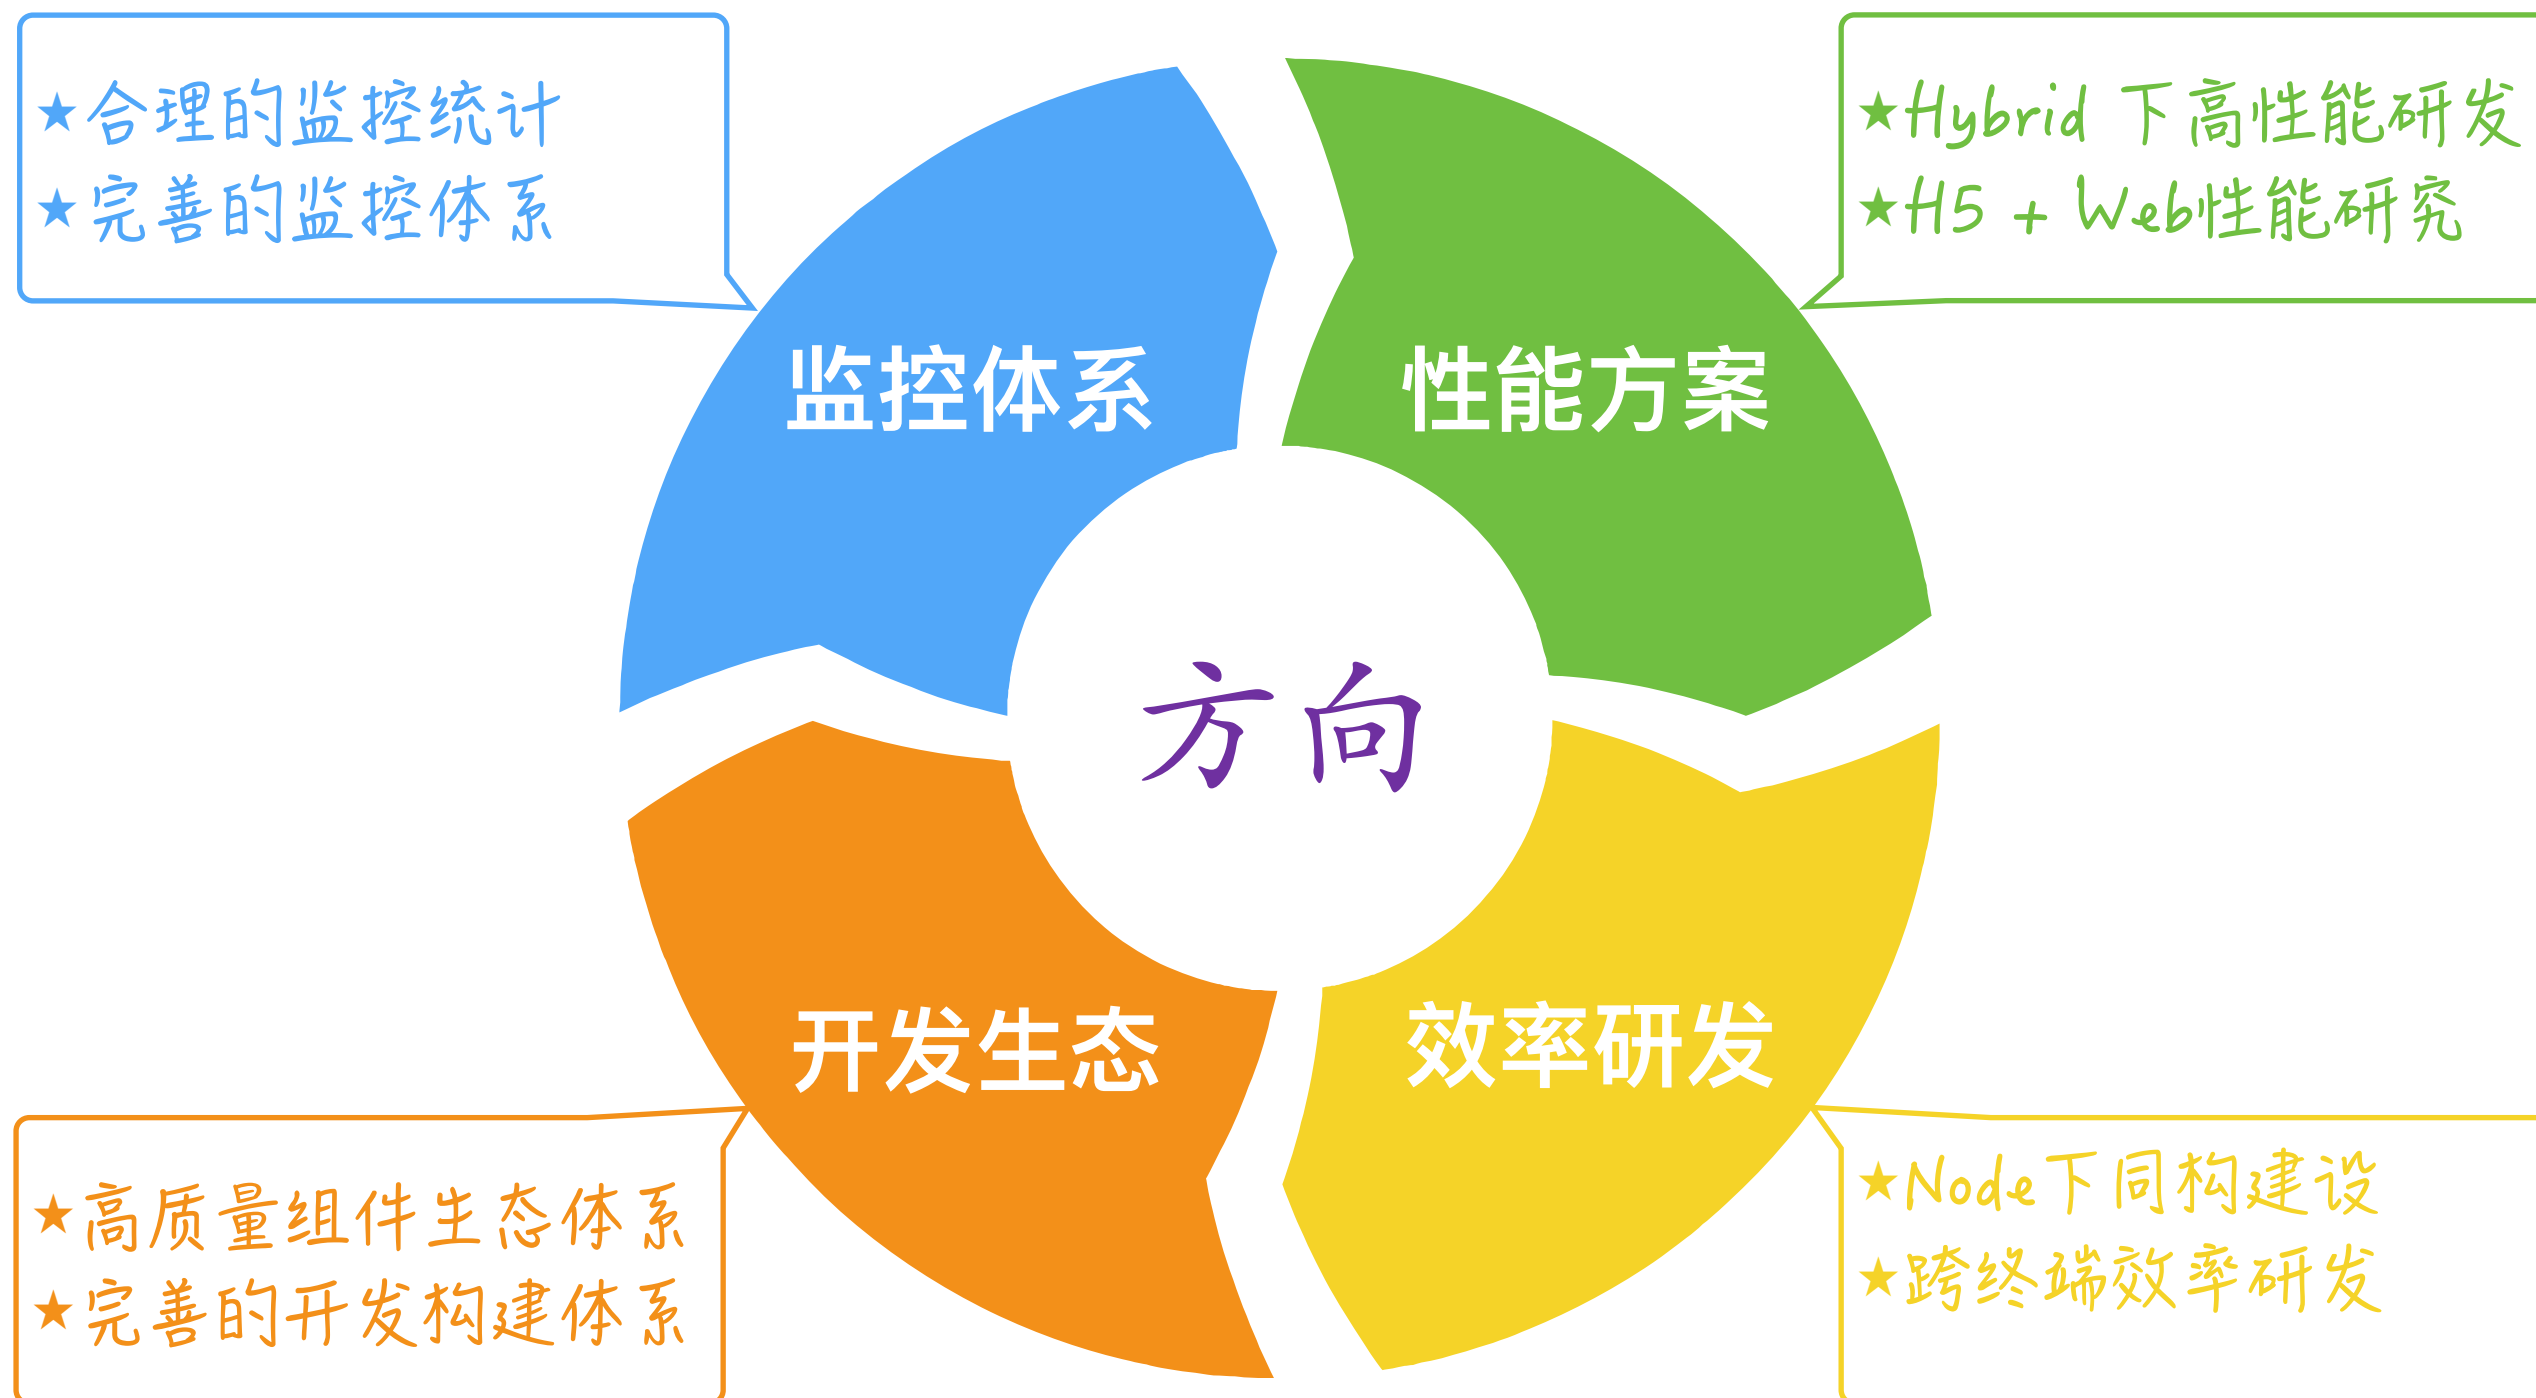 ★合理的监控统计
★完善的监控体系
★Hybrid 下高性能研发
★H5 + Web性能研究
监控体系
性能方案
方向
开发生态
效率研发
★高质量组件生态体系
★完善的开发构建体系
★Node下同构建设
★跨终端效率研发